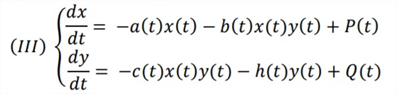 (III) { dx/dt = −a(t)x(t) − b(t)x(t)y(t) + P(t)
dy/dt = −c(t)x(t)y(t) − h(t)y(t) + Q(t)